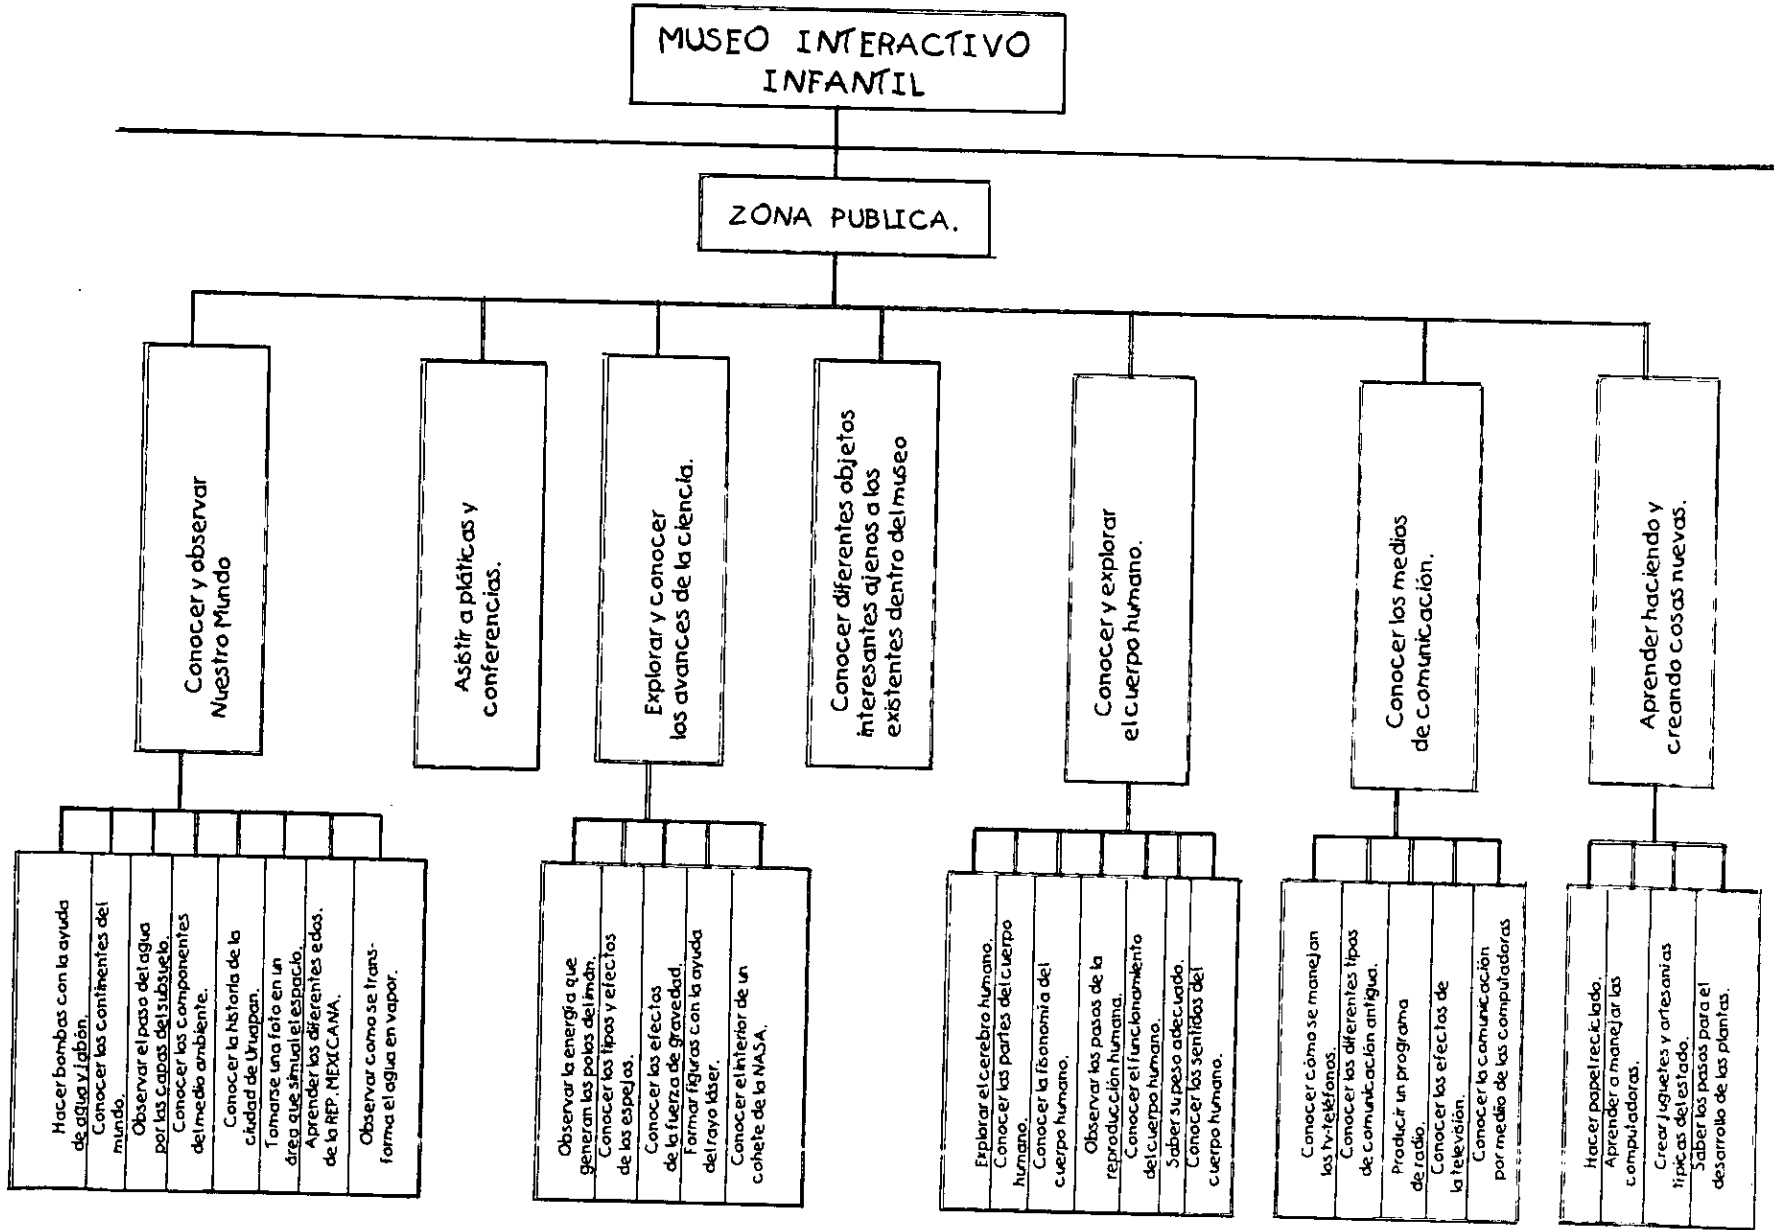 MUSEO INTERACTIVO
INFANTIL
ZONA PUBLICA.
Conocer y observar
Nuestro Mundo
Asistir a pláticas y
conferencias.
Explorar y conocer
los avances de la ciencia.
Conocer diferentes objetos
interesantes ajenos a los
existentes dentro del museo
Conocer y explorar
el cuerpo humano.
Conocer los medios
de comunicación.
Aprender haciendo y
creando cosas nuevas.
Hacer bombas con la ayuda
de agua y jabón.
Conocer los continentes del
mundo.
Observar el paso del agua
por las capas del subsuelo.
Conocer los componentes
del medio ambiente.
Conocer la historia de la
ciudad de Uruapan.
Tomarse una foto en un
área que simula el espacio.
Aprender los diferentes edos.
de la REP. MEXICANA.
Observar como se trans-
forma el agua en vapor.
Observar la energía que
generan los polos del imán.
Conocer los tipos y efectos
de los espejos.
Conocer los efectos
de la fuerza de gravedad.
Formar figuras con la ayuda
del rayo láser.
Conocer el interior de un
cohete de la NASA.
Explorar el cerebro humano.
Conocer las partes del cuerpo
humano.
Conocer la fisonomía del
cuerpo humano.
Observar los pasos de la
reproducción humana.
Conocer el funcionamiento
del cuerpo humano.
Saber su peso adecuado.
Conocer los sentidos del
cuerpo humano.
Conocer cómo se manejan
los tv-teléfonos.
Conocer los diferentes tipos
de comunicación antigua.
Producir un programa
de radio.
Conocer los efectos de
la televisión.
Conocer la comunicación
por medio de las computadoras
Hacer papel reciclado.
Aprender a manejar las
computadoras.
Crear juguetes y artesanías
típicas del estado.
Saber los pasos para el
desarrollo de las plantas.